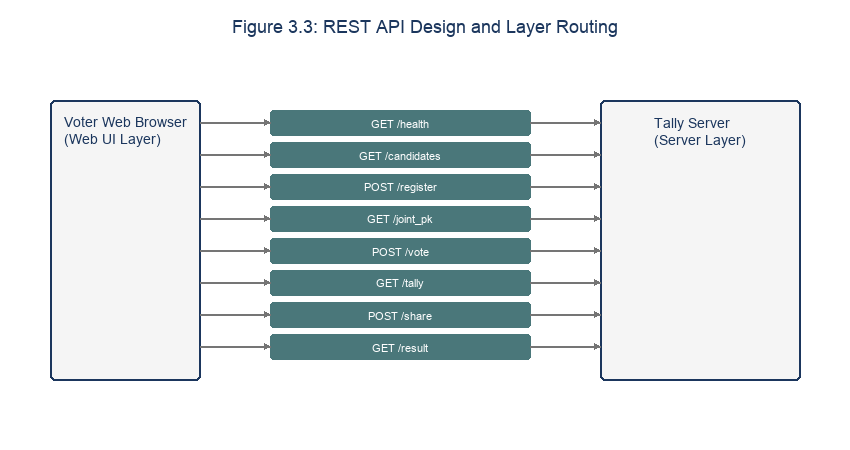 Figure 3.3: REST API Design and Layer Routing
Voter Web Browser
(Web UI Layer)
GET /health
GET /candidates
POST /register
GET /joint_pk
POST /vote
GET /tally
POST /share
GET /result
Tally Server
(Server Layer)